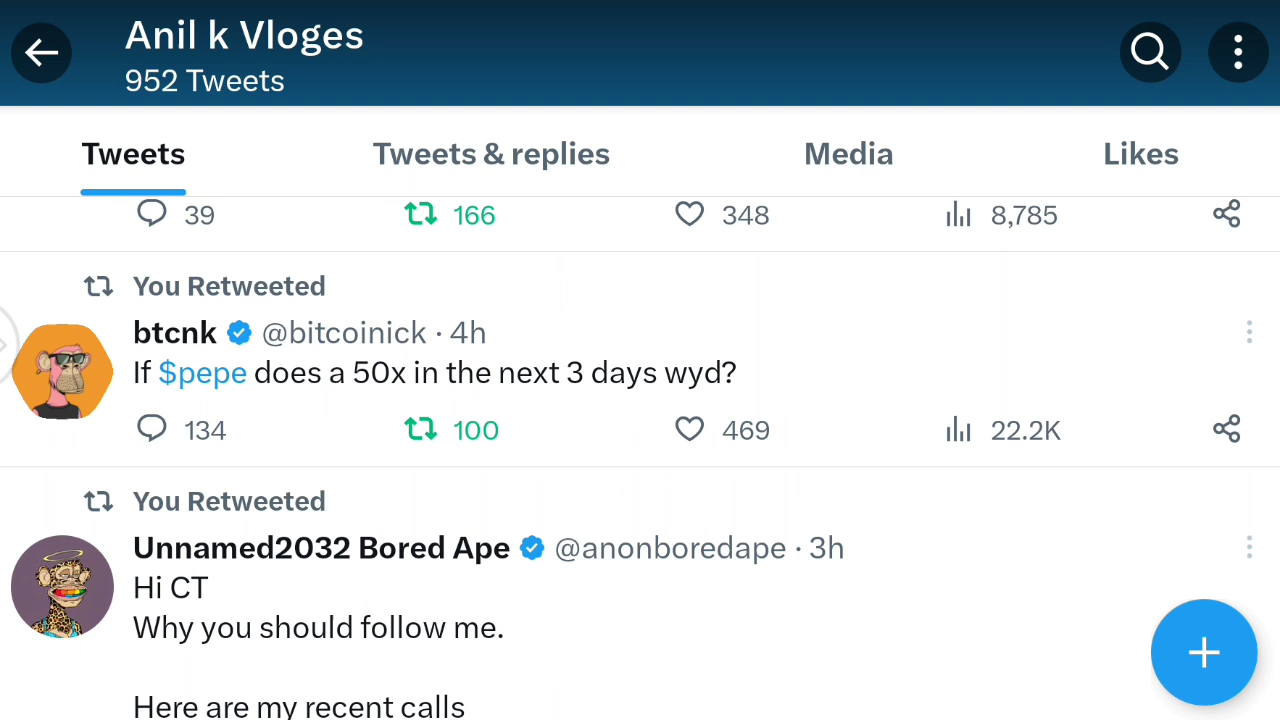 Anil k Vloges
952 Tweets
Tweets
Tweets & replies
Media
Likes
39
166
348
8,785
You Retweeted
btcnk @bitcoinick · 4h
If $pepe does a 50x in the next 3 days wyd?
134
100
469
22.2K
You Retweeted
Unnamed2032 Bored Ape @anonboredape · 3h
Hi CT
Why you should follow me.
Here are my recent calls